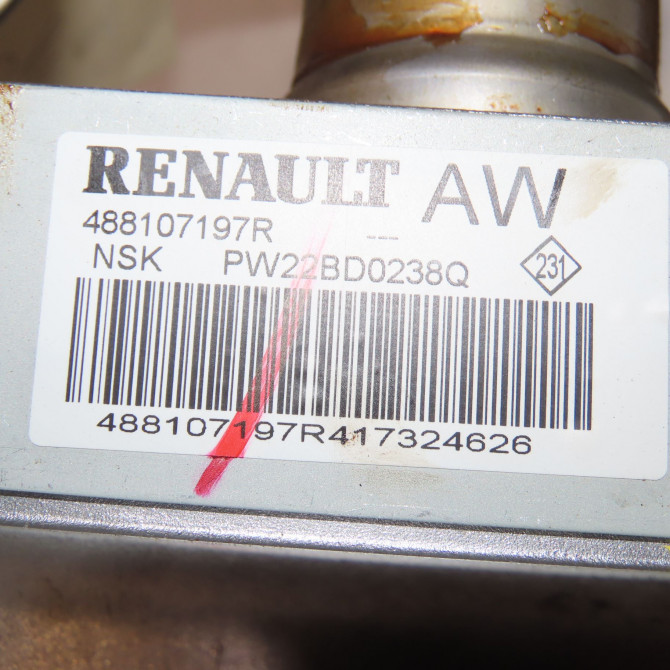 RENAULT AW
488107197R ---
NSK PW22BD0238Q 231
488107197R417324626